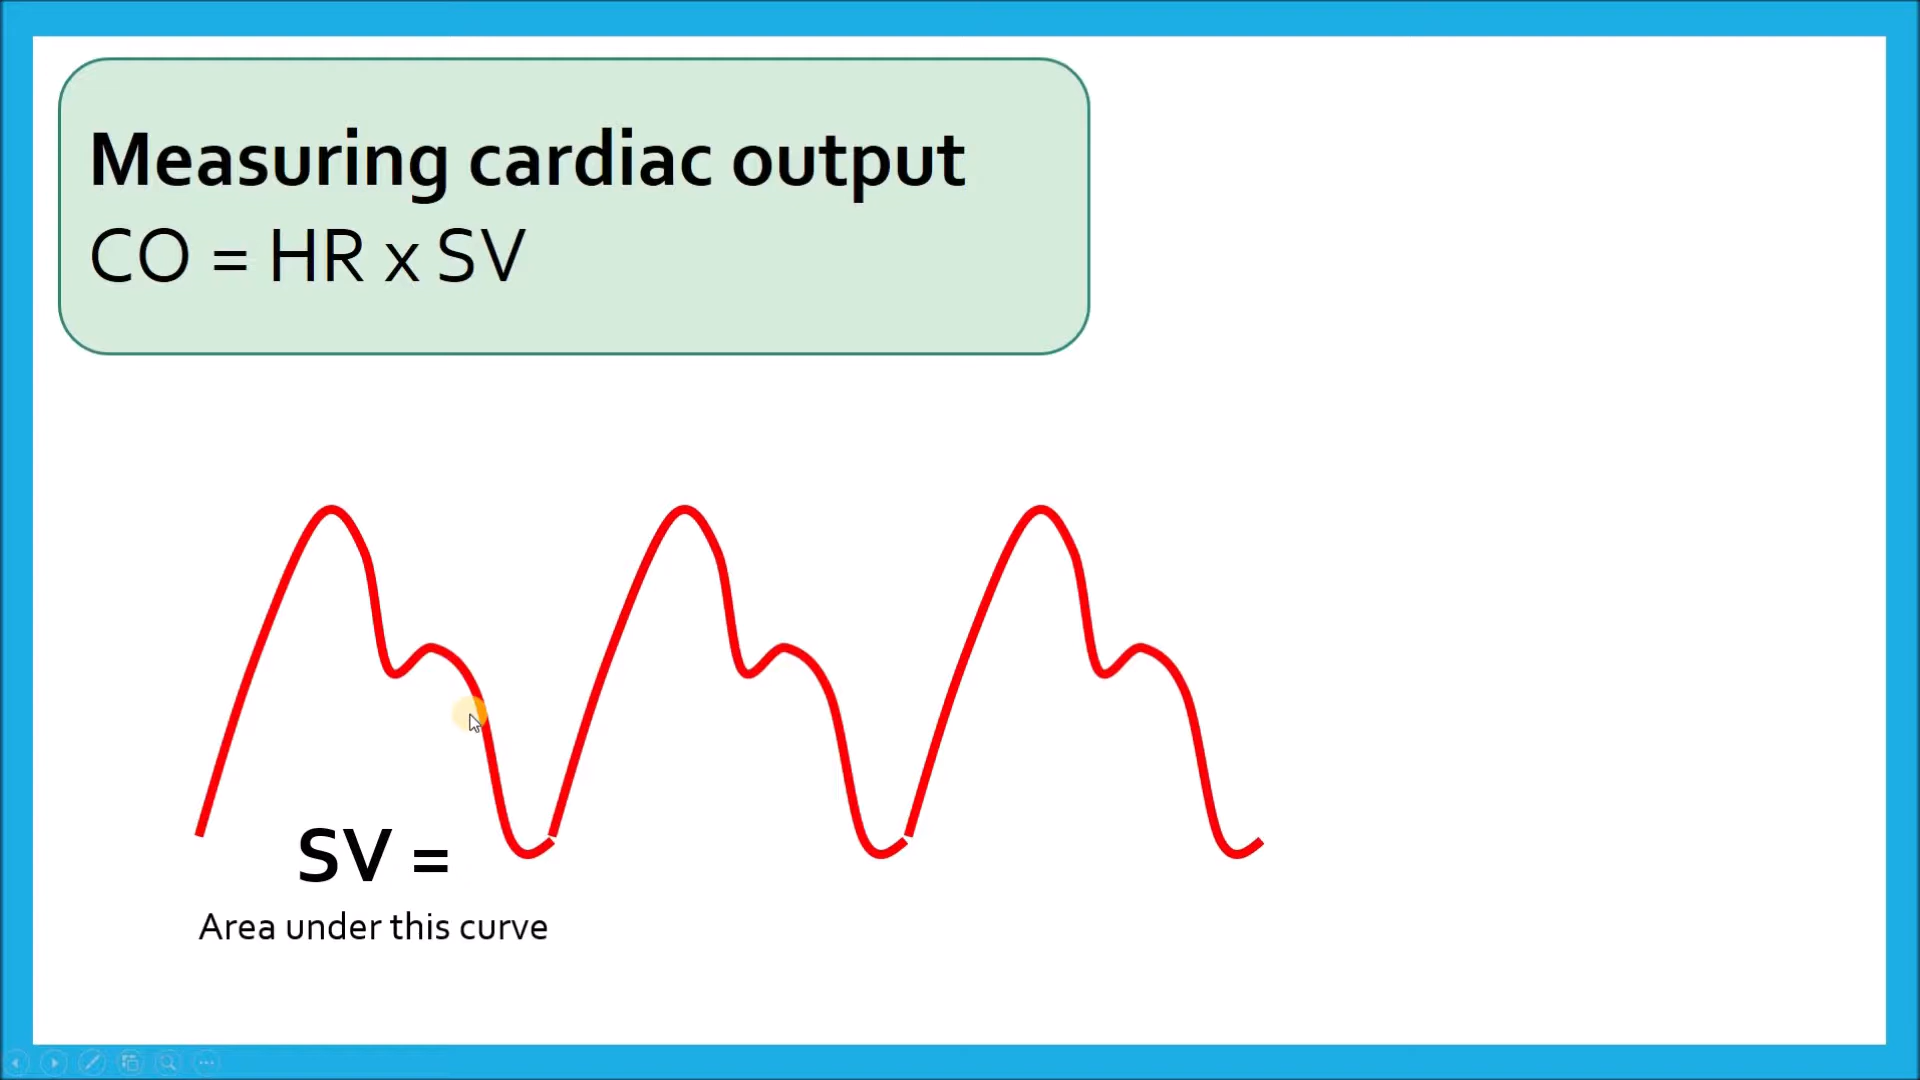 Measuring cardiac output
CO = HR x SV
SV =
Area under this curve